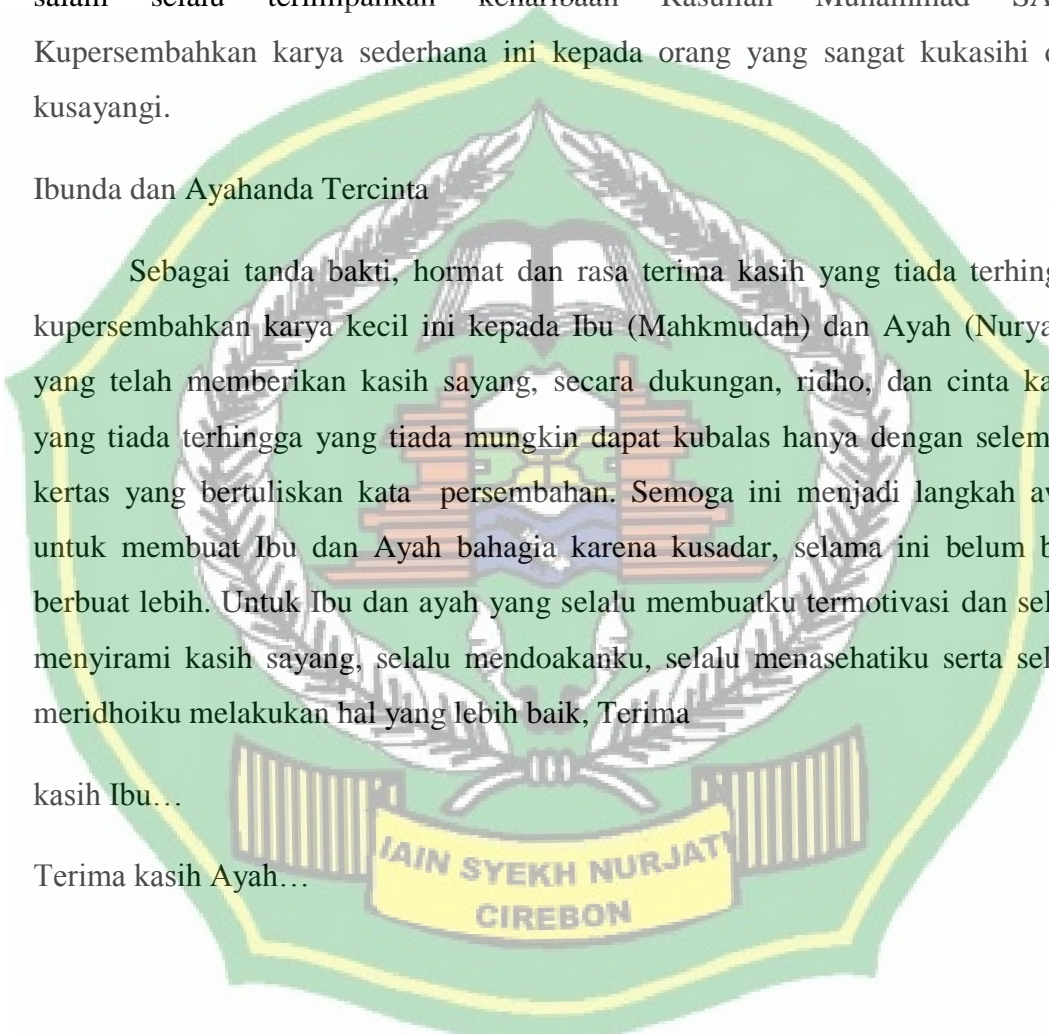 salam selalu terlimpahkan keharibaan Rasullah Muhammad
Kupersembahkan karya sederhana ini kepada orang yang sangat kukasihi
kusayangi.
Ibunda dan Ayahanda Tercinta
Sebagai tanda bakti, hormat dan rasa terima kasih yang tiada
kupersembahkan karya kecil ini kepada Ibu (Mahkmudah) dan Ayah
yang telah memberikan kasih sayang, secara dukungan, ridho, dan cinta
yang tiada terhingga yang tiada mungkin dapat kubalas hanya dengan
kertas yang bertuliskan kata persembahan. Semoga ini menjadi langkah
untuk membuat Ibu dan Ayah bahagia karena kusadar, selama ini belum
berbuat lebih. Untuk Ibu dan ayah yang selalu membuatku termotivasi dan
menyirami kasih sayang, selalu mendoakanku, selalu menasehatiku serta
meridhoiku melakukan hal yang lebih baik, Terima
kasih Ibu…
Terima kasih Ayah…
IAIN SYEKH NURJATI
CIREBON